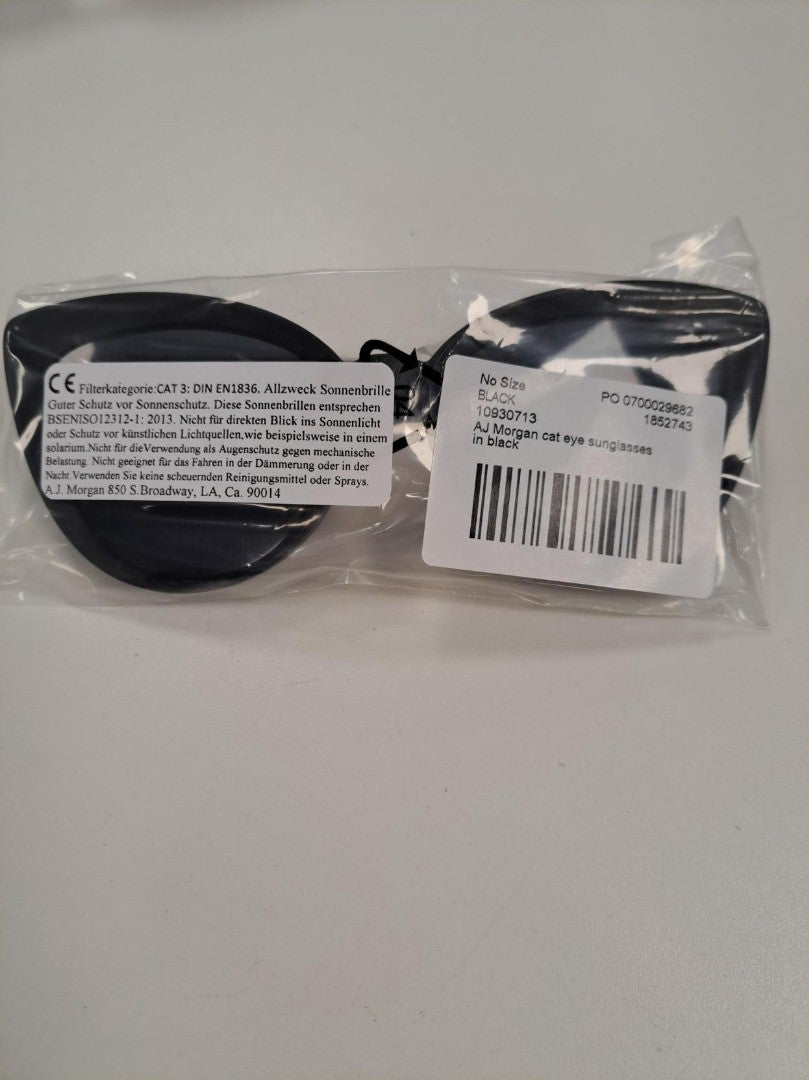 CE Filterkategorie:CAT 3: DIN EN1836. Allzweck Sonnenbrille
Guter Schutz vor Sonnenschutz. Diese Sonnenbrillen entsprechen
BSENISO12312-1: 2013. Nicht für direkten Blick ins Sonnenlicht
oder Schutz vor künstlichen Lichtquellen,wie beispielsweise in einem
solarium.Nicht für dieVerwendung als Augenschutz gegen mechanische
Belastung. Nicht geeignet für das Fahren in der Dämmerung oder in der
Nacht.Verwenden Sie keine scheuernden Reinigungsmittel oder Sprays.
A.J. Morgan 850 S.Broadway, LA, Ca. 90014
No Size
BLACK PO 0700029682
10930713 1852743
AJ Morgan cat eye sunglasses
in black